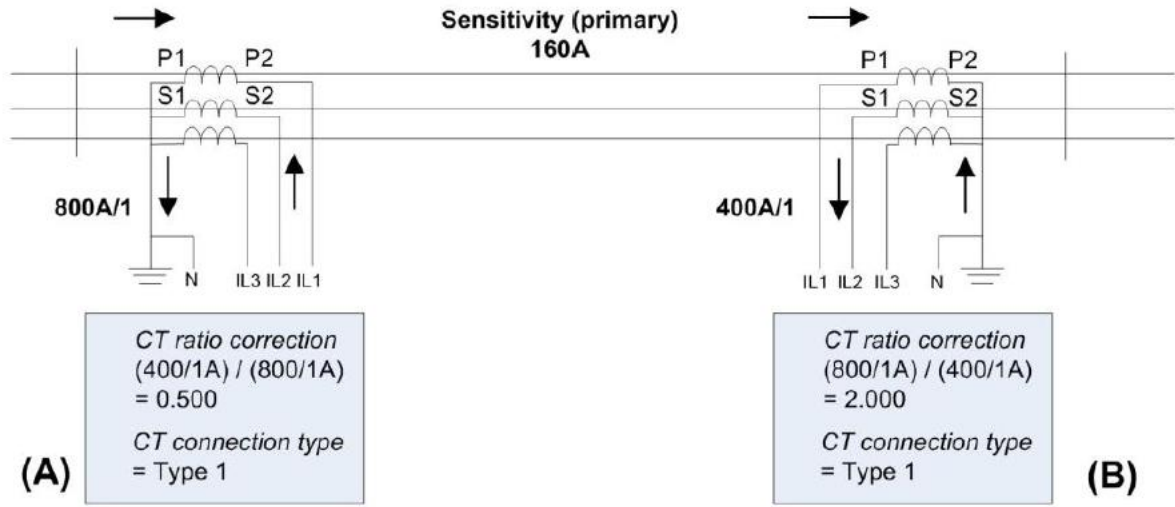 Sensitivity (primary)
160A
P1 P2
S1 S2
800A/1
N IL3 IL2 IL1
P1 P2
S1 S2
400A/1
IL1 IL2 IL3 N
CT ratio correction
(400/1A) / (800/1A)
= 0.500
CT connection type
= Type 1
(A)
CT ratio correction
(800/1A) / (400/1A)
= 2.000
CT connection type
= Type 1
(B)